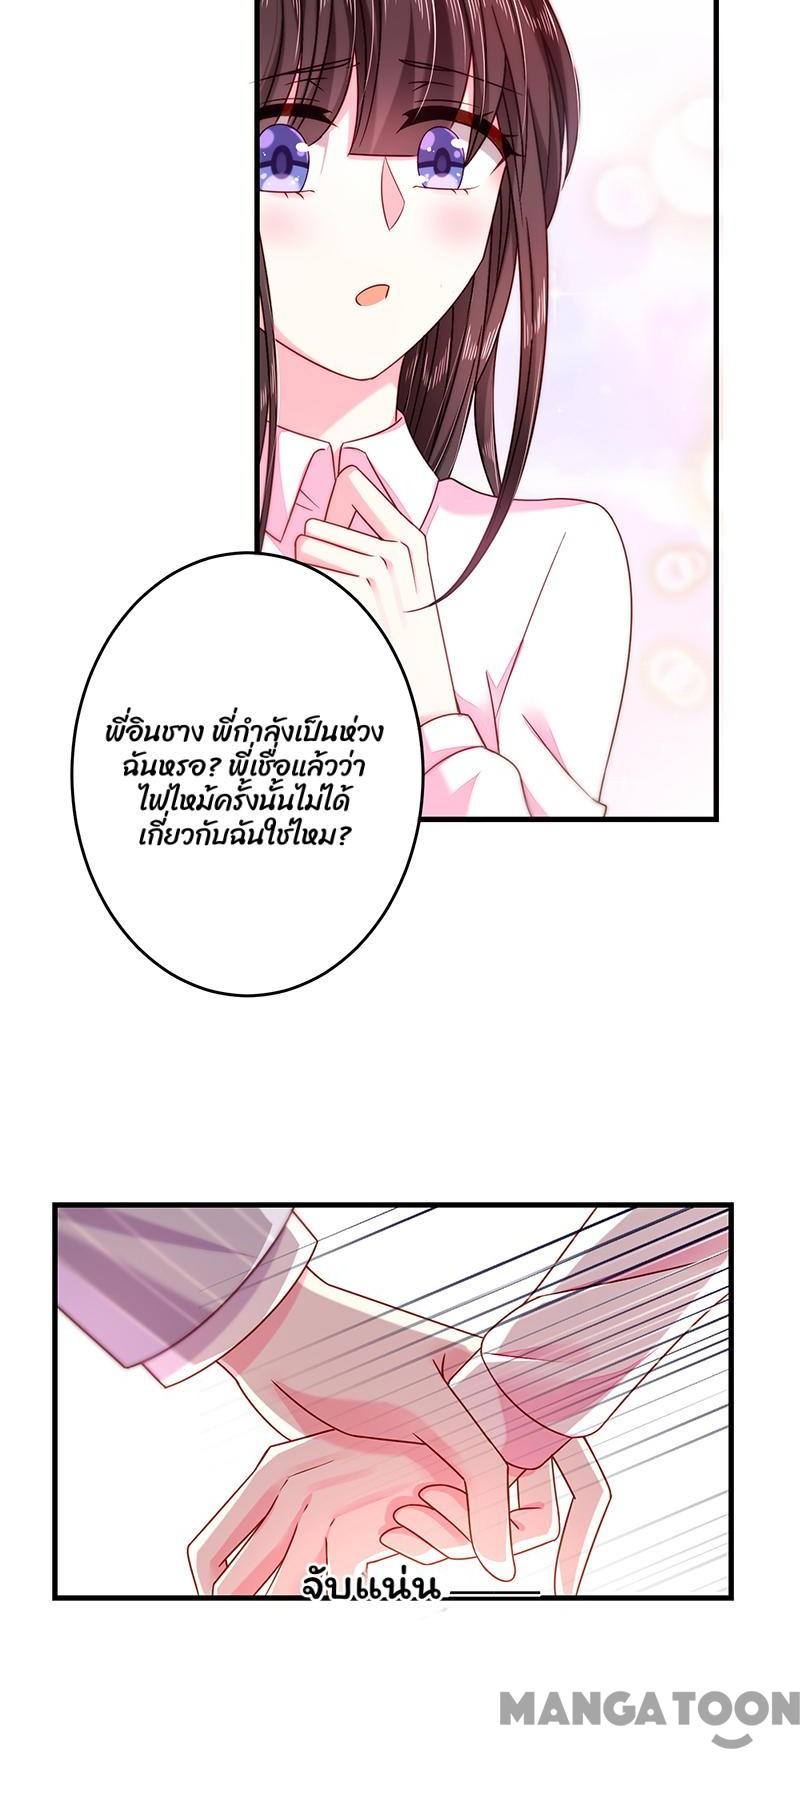 พี่อินชาง พี่กำลังเป็นห่วง
ฉันหรอ? พี่เชื่อแล้วว่า
ไฟไหม้ครั้งนั้นไม่ได้
เกี่ยวกับฉันใช่ไหม?
จับแน่น
MANGATOON